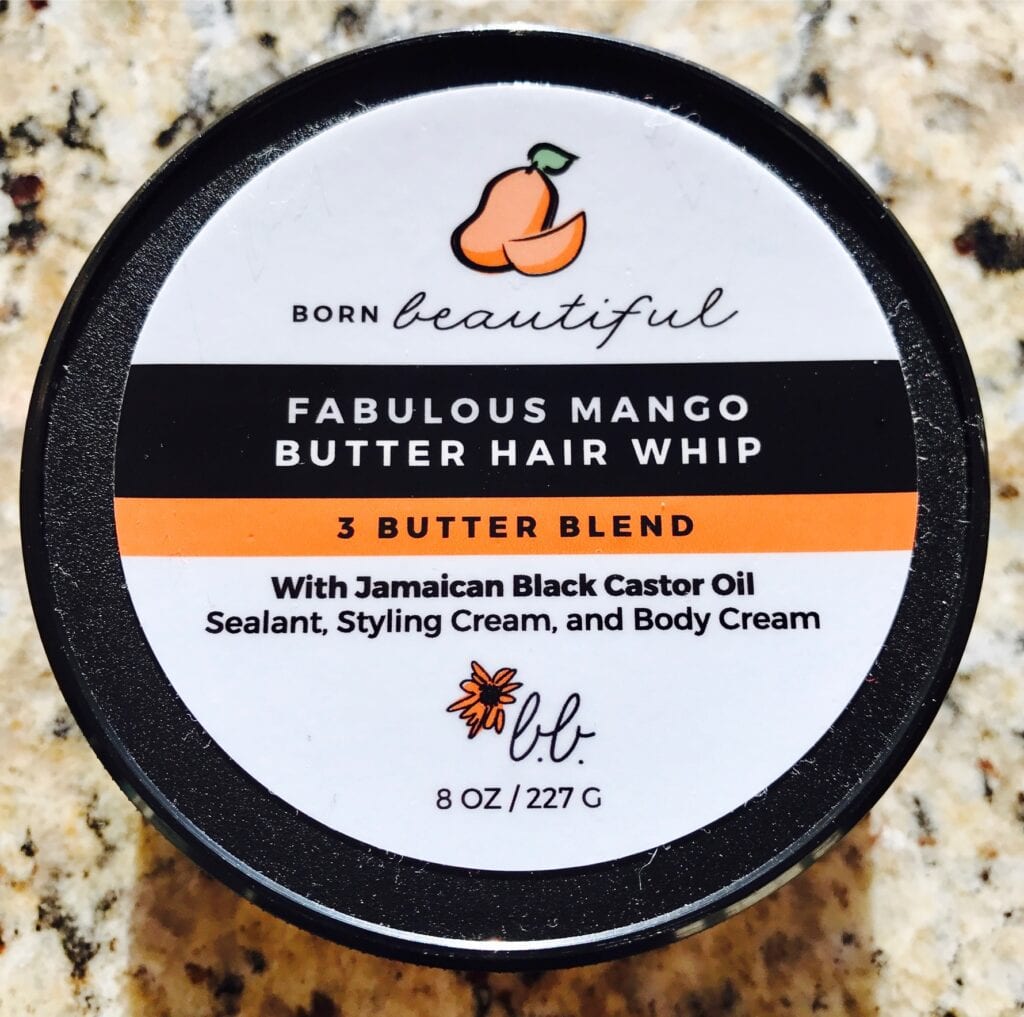 BORN beautiful
FABULOUS MANGO
BUTTER HAIR WHIP
3 BUTTER BLEND
With Jamaican Black Castor Oil
Sealant, Styling Cream, and Body Cream
b.b.
8 OZ / 227 G